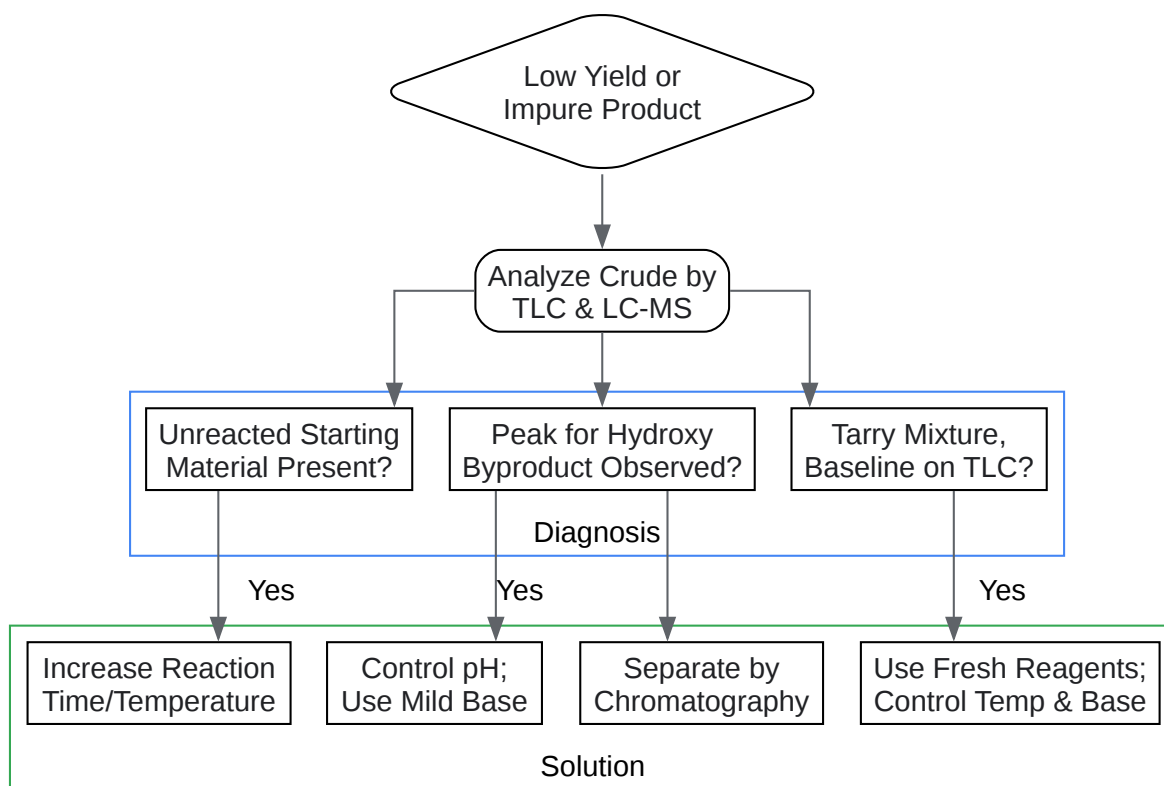 Low Yield or
Impure Product
Analyze Crude by
TLC & LC-MS
Unreacted Starting
Material Present?
Peak for Hydroxy
Byproduct Observed?
Tarry Mixture,
Baseline on TLC?
Diagnosis
Yes
Yes
Yes
Increase Reaction
Time/Temperature
Control pH;
Use Mild Base
Separate by
Chromatography
Use Fresh Reagents;
Control Temp & Base
Solution